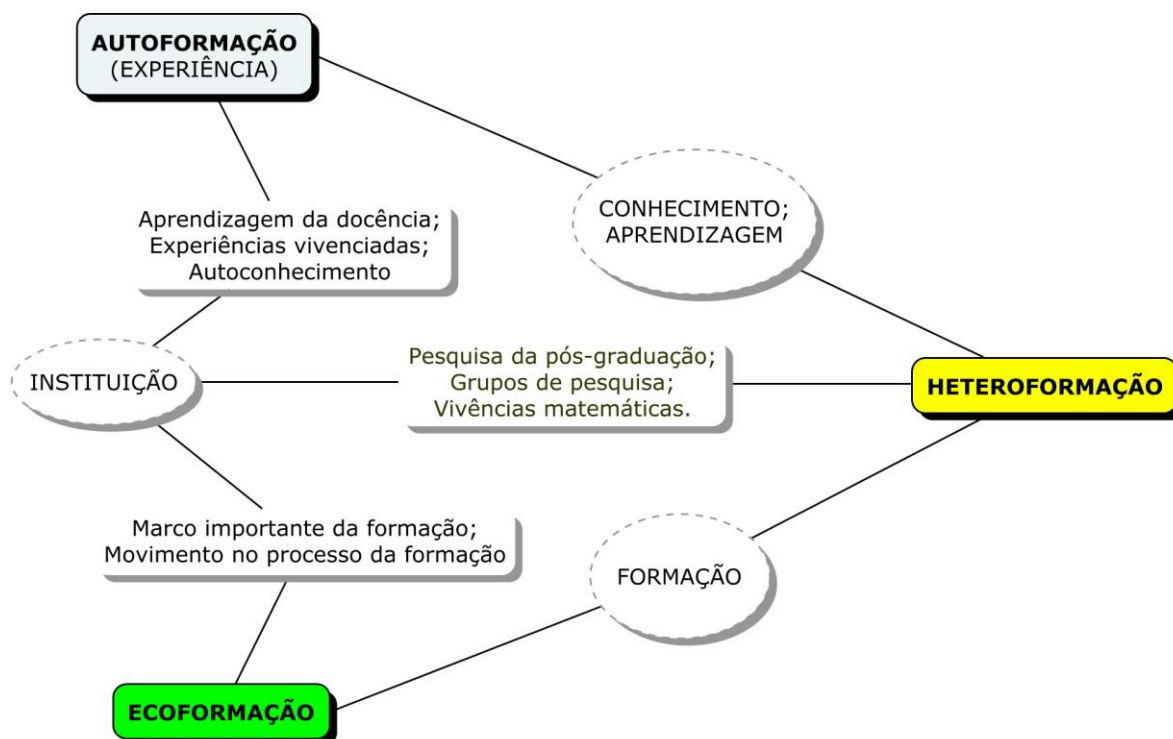 AUTOFORMAÇÃO
(EXPERIÊNCIA)
CONHECIMENTO;
APRENDIZAGEM
Aprendizagem da docência;
Experiências vivenciadas;
Autoconhecimento
INSTITUIÇÃO
Pesquisa da pós-graduação;
Grupos de pesquisa;
Vivências matemáticas.
HETEROFORMAÇÃO
Marco importante da formação;
Movimento no processo da formação
FORMAÇÃO
ECOFORMAÇÃO